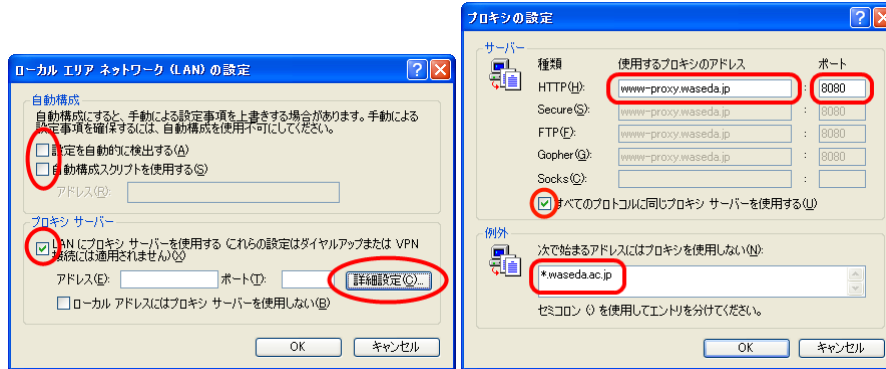 ローカル エリア ネットワーク (LAN) の設定
自動構成
自動構成にすると、手動による設定事項を上書きする場合があります。手動による
設定事項を確保するには、自動構成を使用不可にしてください。
設定を自動的に検出する(A)
自動構成スクリプトを使用する(S)
アドレス(R):
プロキシ サーバー
LAN にプロキシ サーバーを使用する (これらの設定はダイヤルアップまたは VPN
接続には適用されません)(X)
アドレス(E): ポート(T): 詳細設定(C)...
ローカル アドレスにはプロキシ サーバーを使用しない(B)
OK キャンセル
プロキシの設定
サーバー
種類 使用するプロキシのアドレス ポート
HTTP(H): www-proxy.waseda.jp : 8080
Secure(S): www-proxy.waseda.jp : 8080
FTP(F): www-proxy.waseda.jp : 8080
Gopher(G): www-proxy.waseda.jp : 8080
Socks(C): :
すべてのプロトコルに同じプロキシ サーバーを使用する(U)
例外
次で始まるアドレスにはプロキシを使用しない(N):
*.waseda.ac.jp
セミコロン (;) を使用してエントリを分けてください。
OK キャンセル